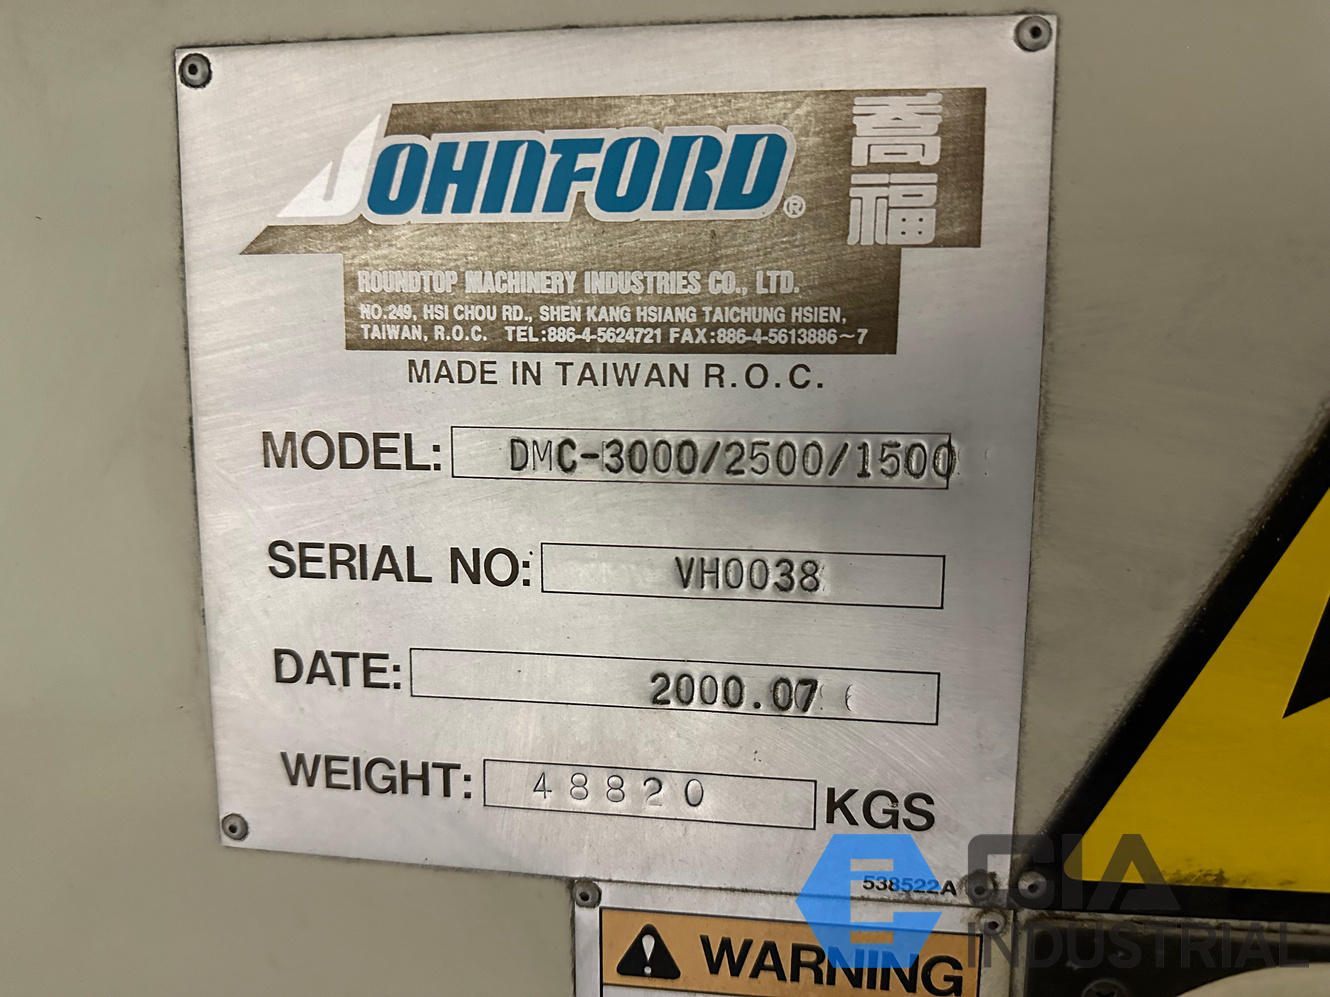 JOHNFORD® 喬福
ROUNDTOP MACHINERY INDUSTRIES CO., LTD.
NO.249, HSI CHOU RD., SHEN KANG HSIANG TAICHUNG HSIEN,
TAIWAN, R.O.C. TEL:886-4-5624721 FAX:886-4-5613886~7
MADE IN TAIWAN R.O.C.
MODEL: DMC-3000/2500/1500
SERIAL NO: VH0038
DATE: 2000.07
WEIGHT: 48820 KGS
538522A
WARNING
INDUSTRIAL